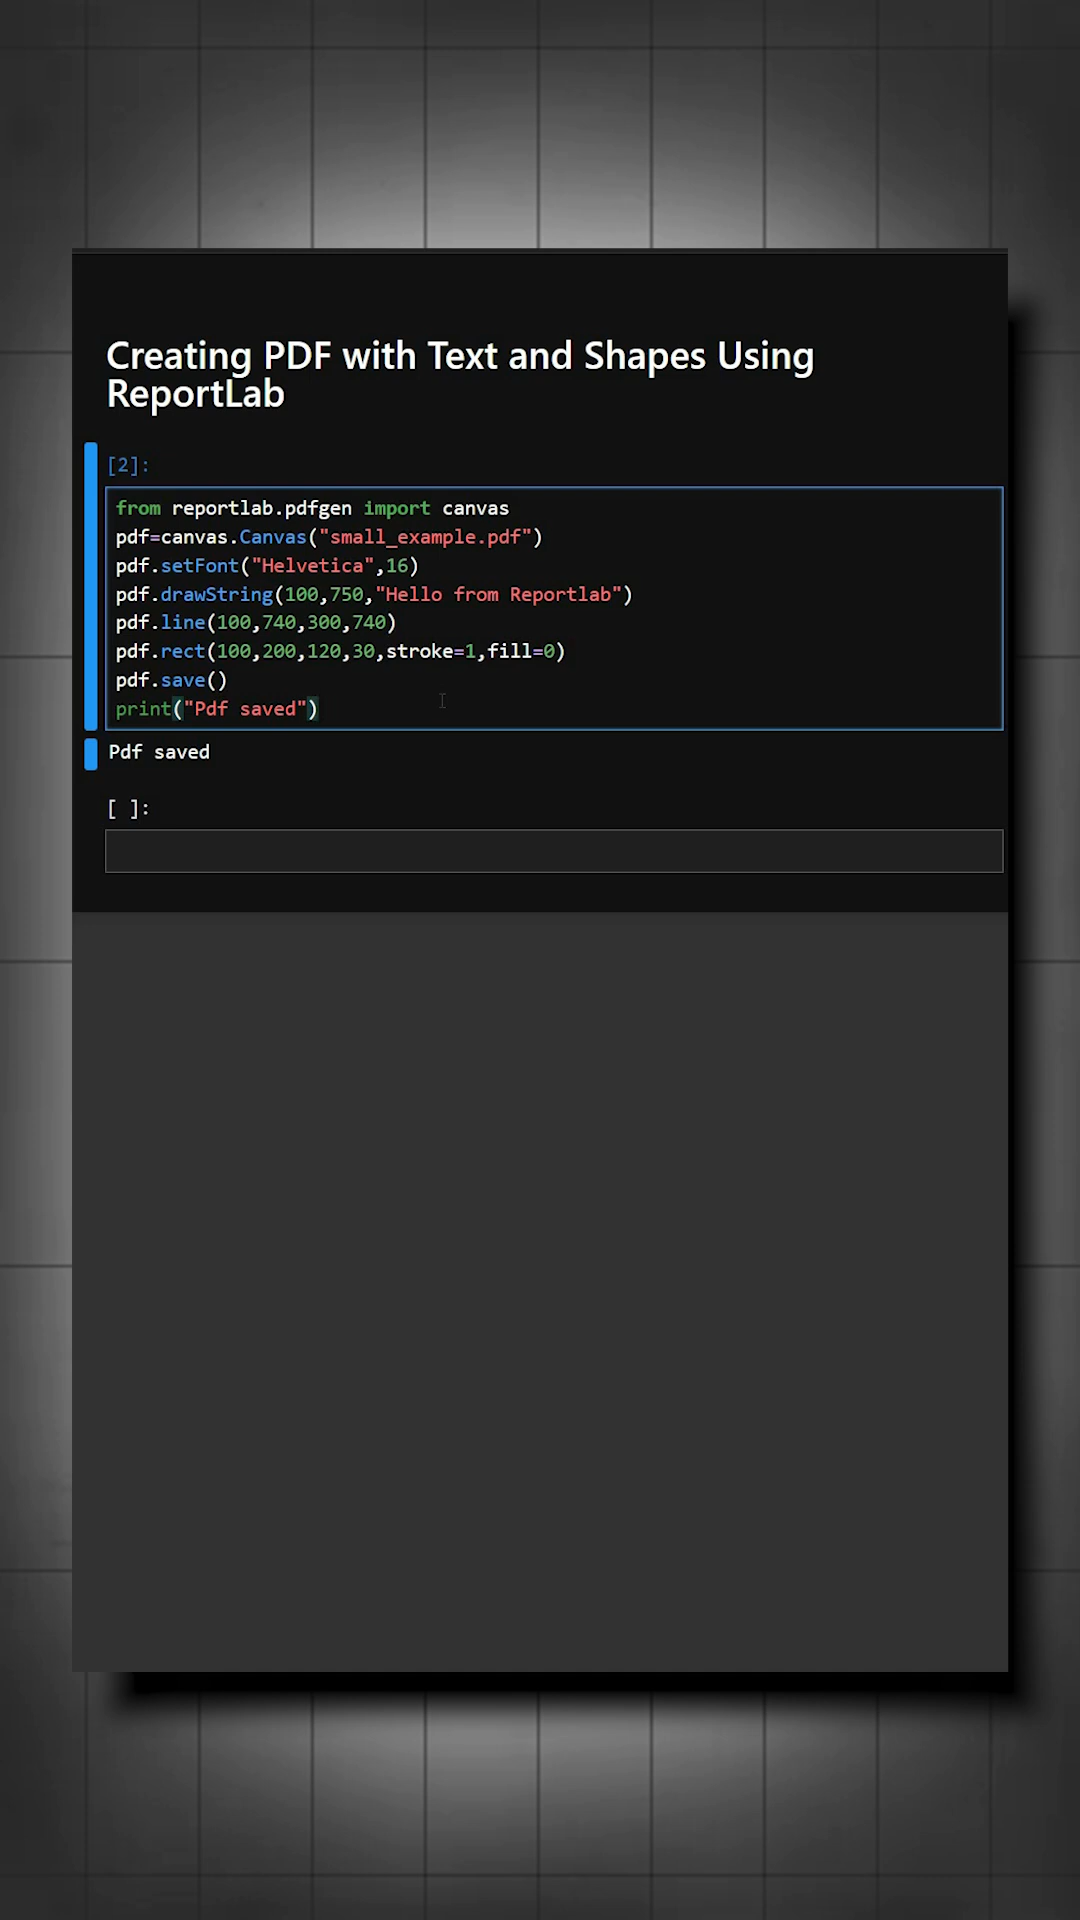 Creating PDF with Text and Shapes Using
ReportLab
[2]:
from reportlab.pdfgen import canvas
pdf=canvas.Canvas("small_example.pdf")
pdf.setFont("Helvetica",16)
pdf.drawString(100,750,"Hello from Reportlab")
pdf.line(100,740,300,740)
pdf.rect(100,200,120,30,stroke=1,fill=0)
pdf.save()
print("Pdf saved")
Pdf saved
[ ]: